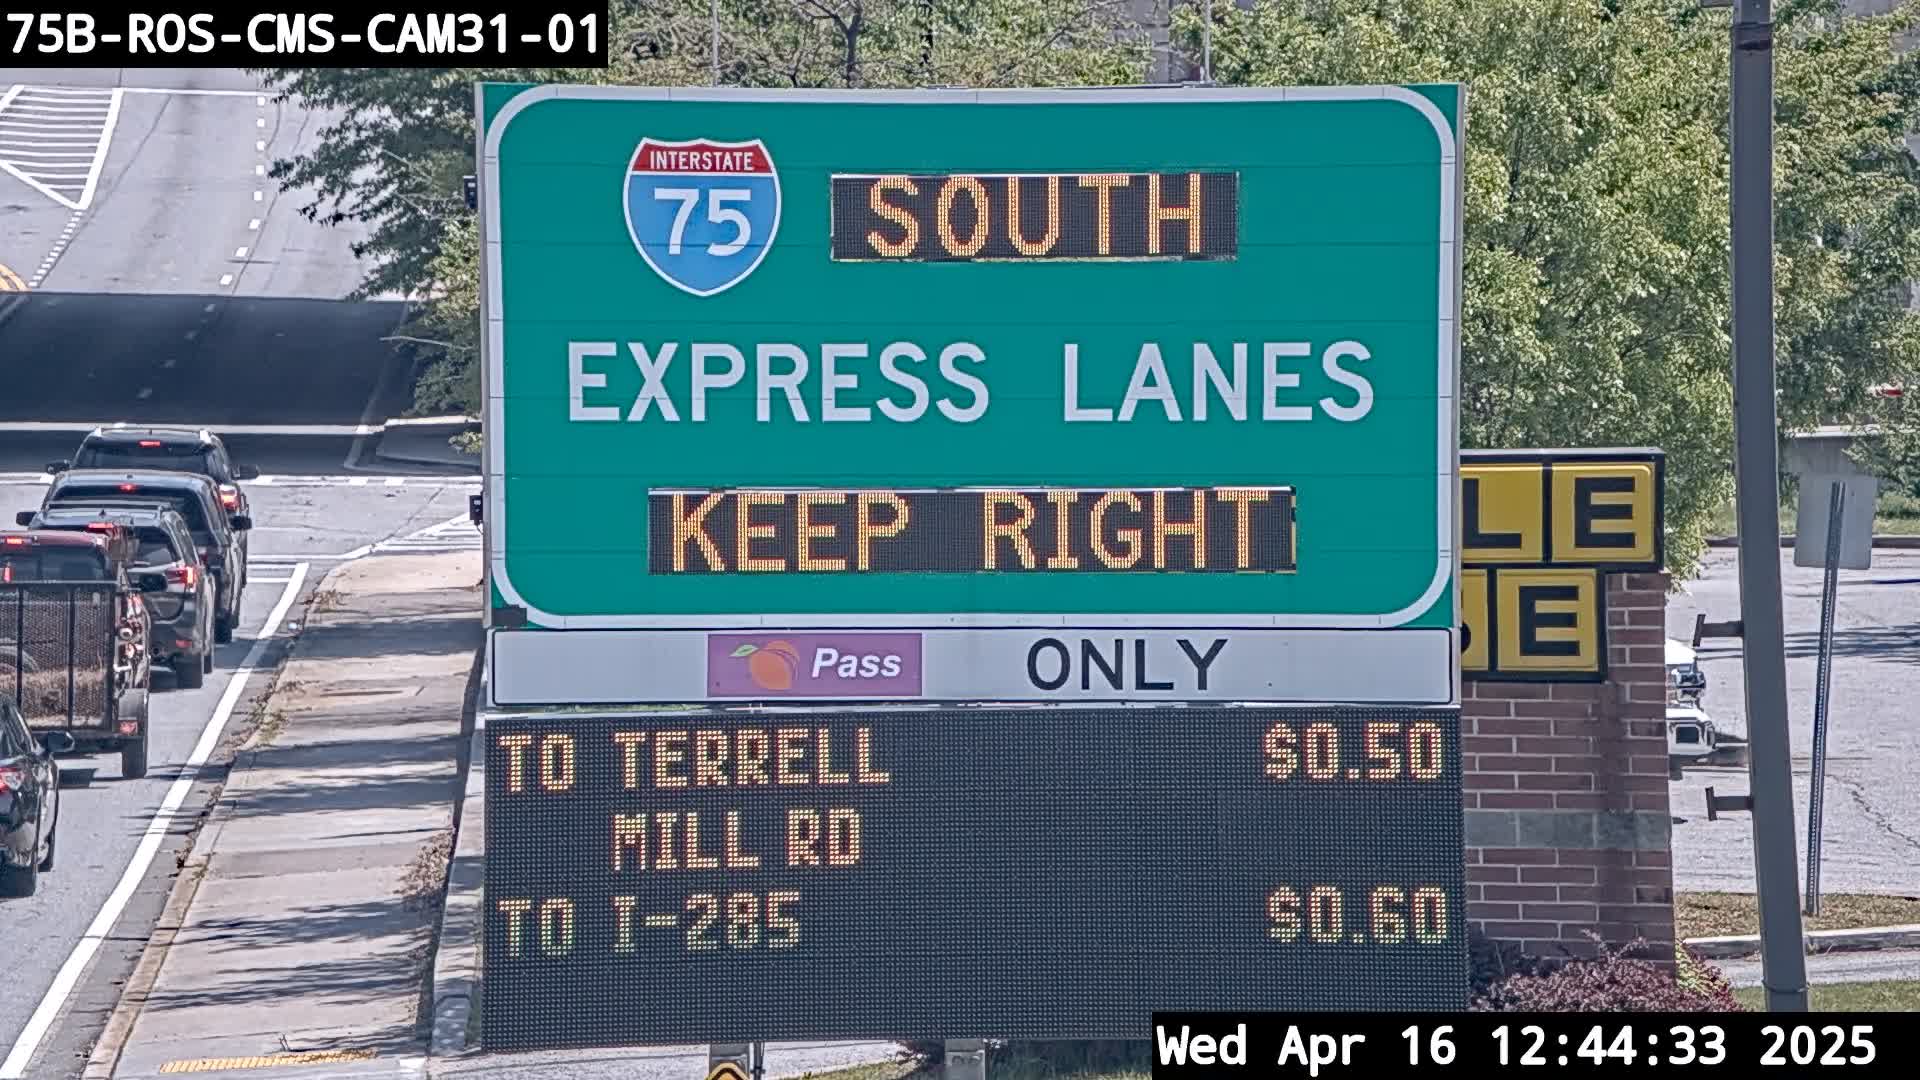 75B-ROS-CMS-CAM31-01
INTERSTATE
75
SOUTH
EXPRESS LANES
KEEP RIGHT
LE
E
Pass ONLY
TO TERRELL $0.50
MILL RD
TO I-285 $0.60
Wed Apr 16 12:44:33 2025